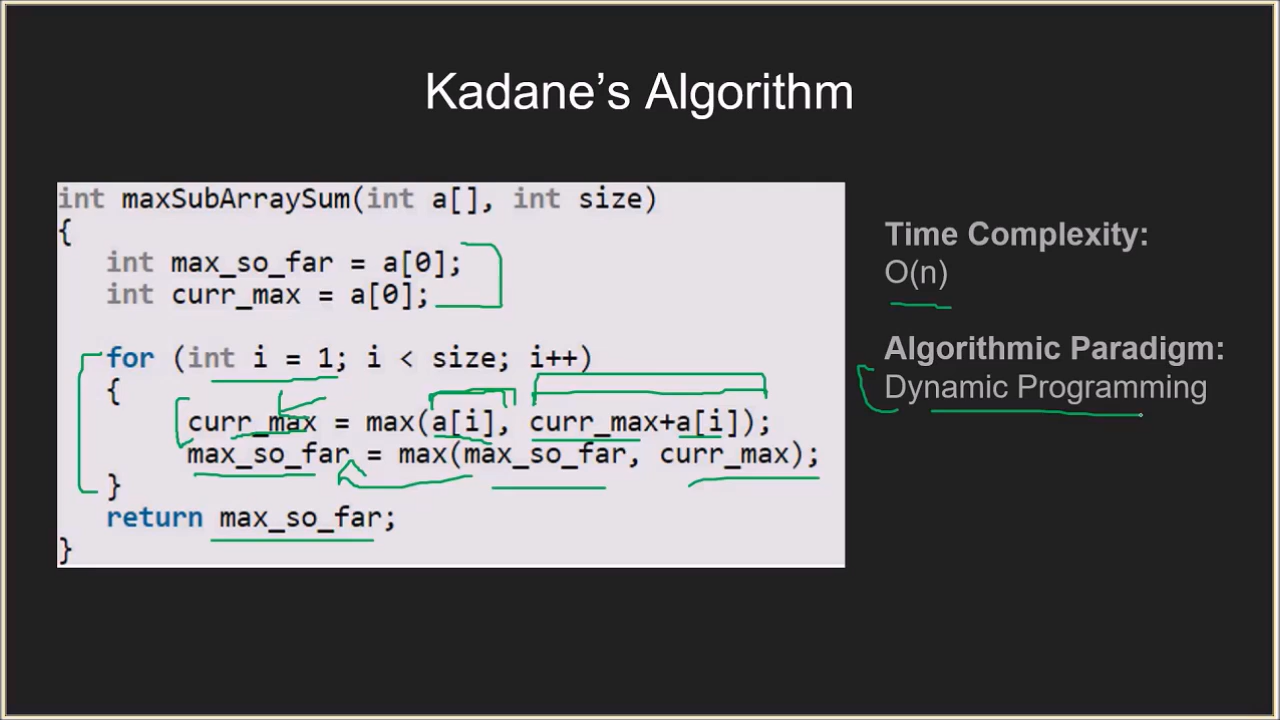 Kadane’s Algorithm
int maxSubArraySum(int a[], int size)
{
int max_so_far = a[0];
int curr_max = a[0];
for (int i = 1; i < size; i++)
{
curr_max = max(a[i], curr_max+a[i]);
max_so_far = max(max_so_far, curr_max);
}
return max_so_far;
}
Time Complexity:
O(n)
Algorithmic Paradigm:
Dynamic Programming